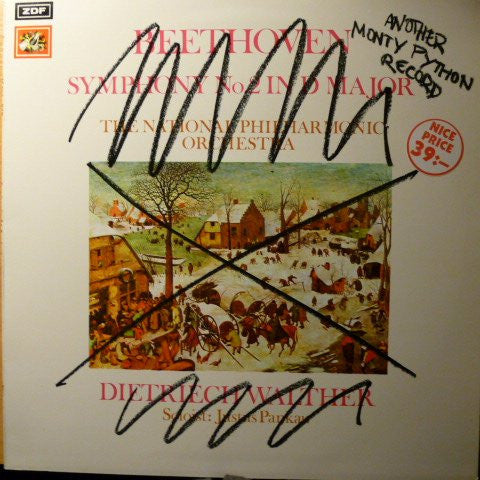 ZDF
BEETHOVEN
SYMPHONY No.2 IN D MAJOR
THE NATIONAL PHILHARMONIC
ORCHESTRA
ANOTHER
MONTY PYTHON
RECORD
NICE
PRICE
39:-
DIETRIECH WALTHER
Soloist: Justus Pankau